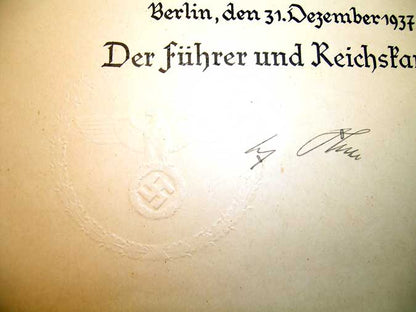 Berlin, den 31. Dezember 1937
Der Führer und Reichskan